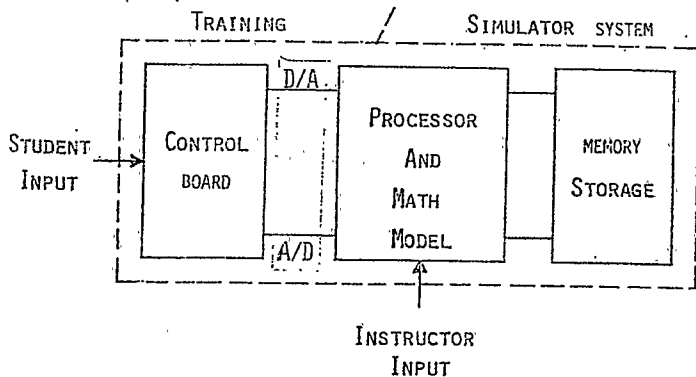 TRAINING SIMULATOR SYSTEM
D/A
STUDENT
INPUT
CONTROL
BOARD
A/D
PROCESSOR
AND
MATH
MODEL
MEMORY
STORAGE
INSTRUCTOR
INPUT